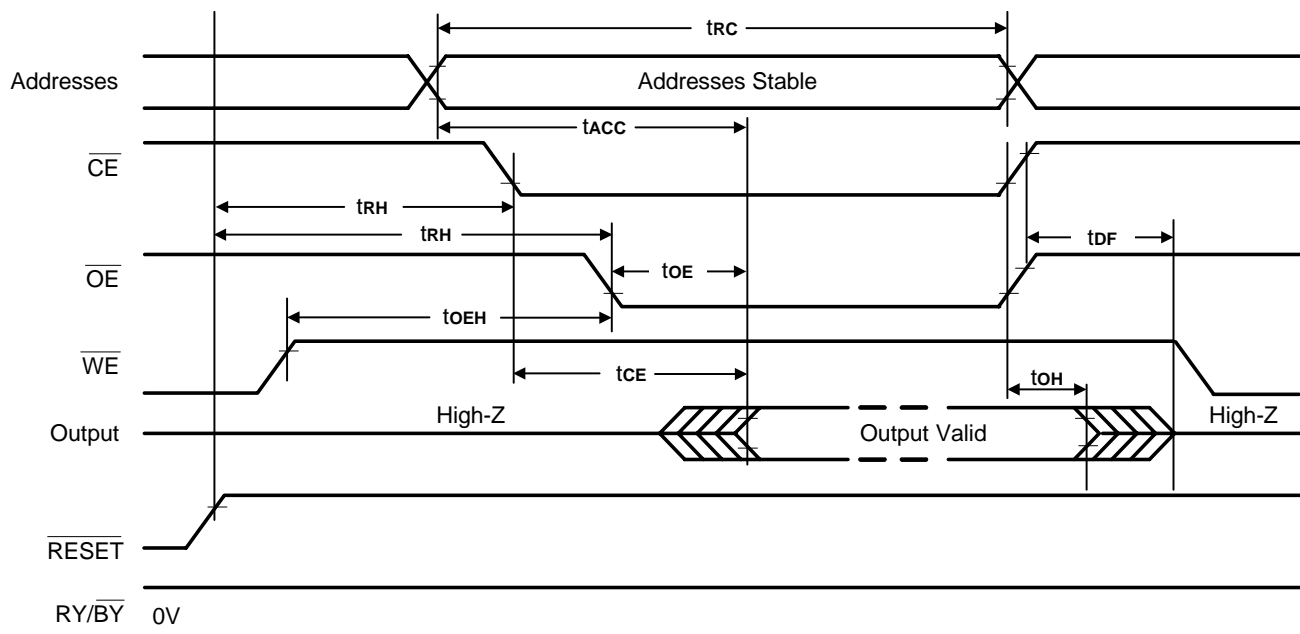 tRC
Addresses
Addresses Stable
tACC
CE
tRH
tRH
tDF
OE
tOE
tOEH
WE
tCE
tOH
High-Z
High-Z
Output
Output Valid
RESET
RY/BY 0V